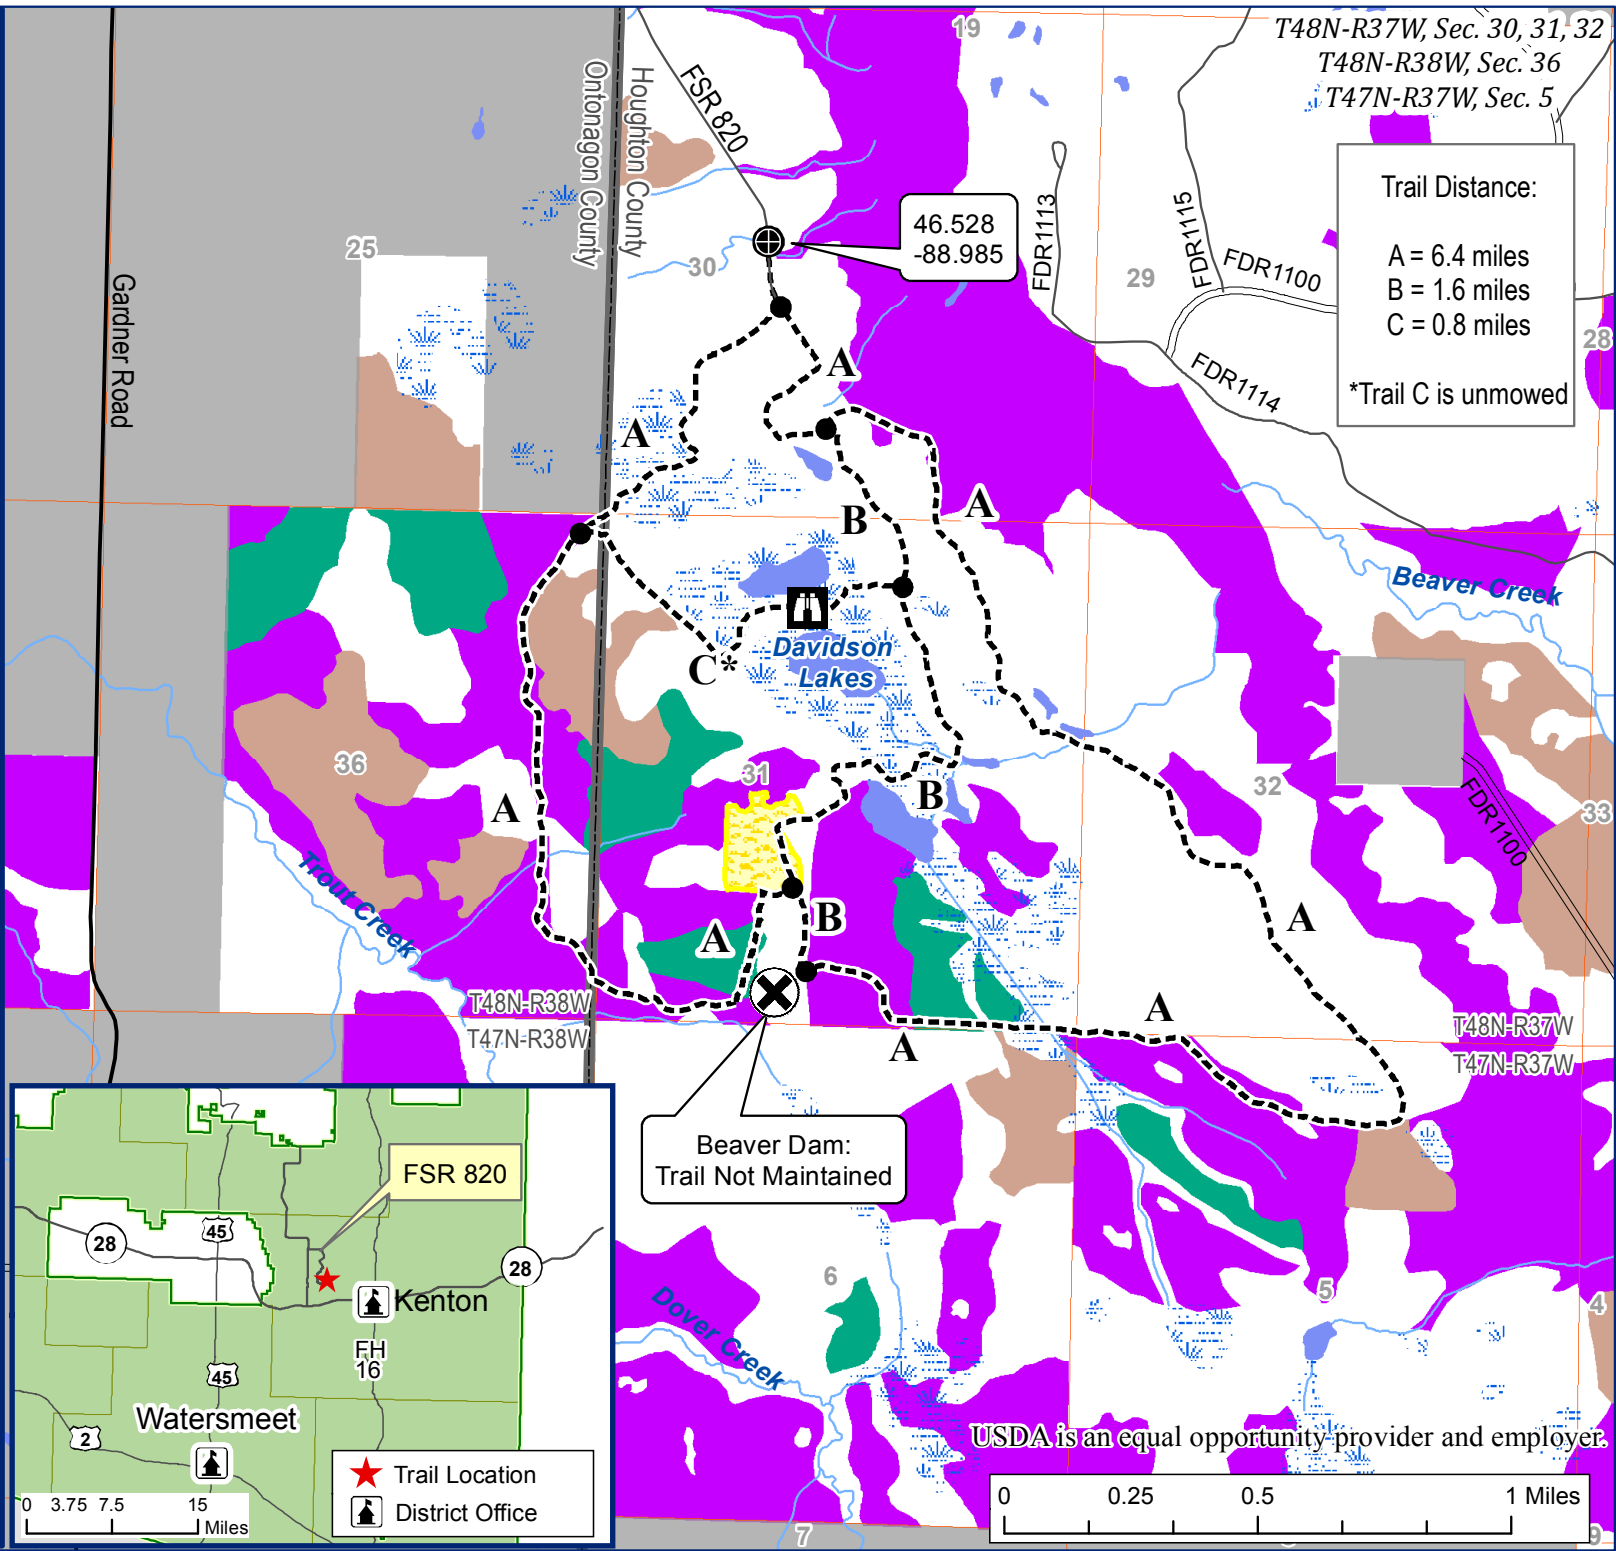 T48N-R37W, Sec. 30, 31, 32
T48N-R38W, Sec. 36
T47N-R37W, Sec. 5
19
FSR 820
Houghton County
Ontonagon County
Trail Distance:
A = 6.4 miles
B = 1.6 miles
C = 0.8 miles
*Trail C is unmowed
46.528
-88.985
25
30
29
28
FDR1113
FDR1115
FDR1100
FDR1114
Gardner Road
A
A
A
B
Beaver Creek
Davidson
Lakes
C*
36
31
32
33
A
B
FDR1100
Trout Creek
A
B
A
T48N-R38W
T47N-R38W
A
A
T48N-R37W
T47N-R37W
Beaver Dam:
Trail Not Maintained
FSR 820
28
45
28
Kenton
FH
16
45
2
Watersmeet
Trail Location
District Office
0 3.75 7.5 15
Miles
6
5
4
Dover Creek
USDA is an equal opportunity provider and employer.
0 0.25 0.5 1 Miles
7
9